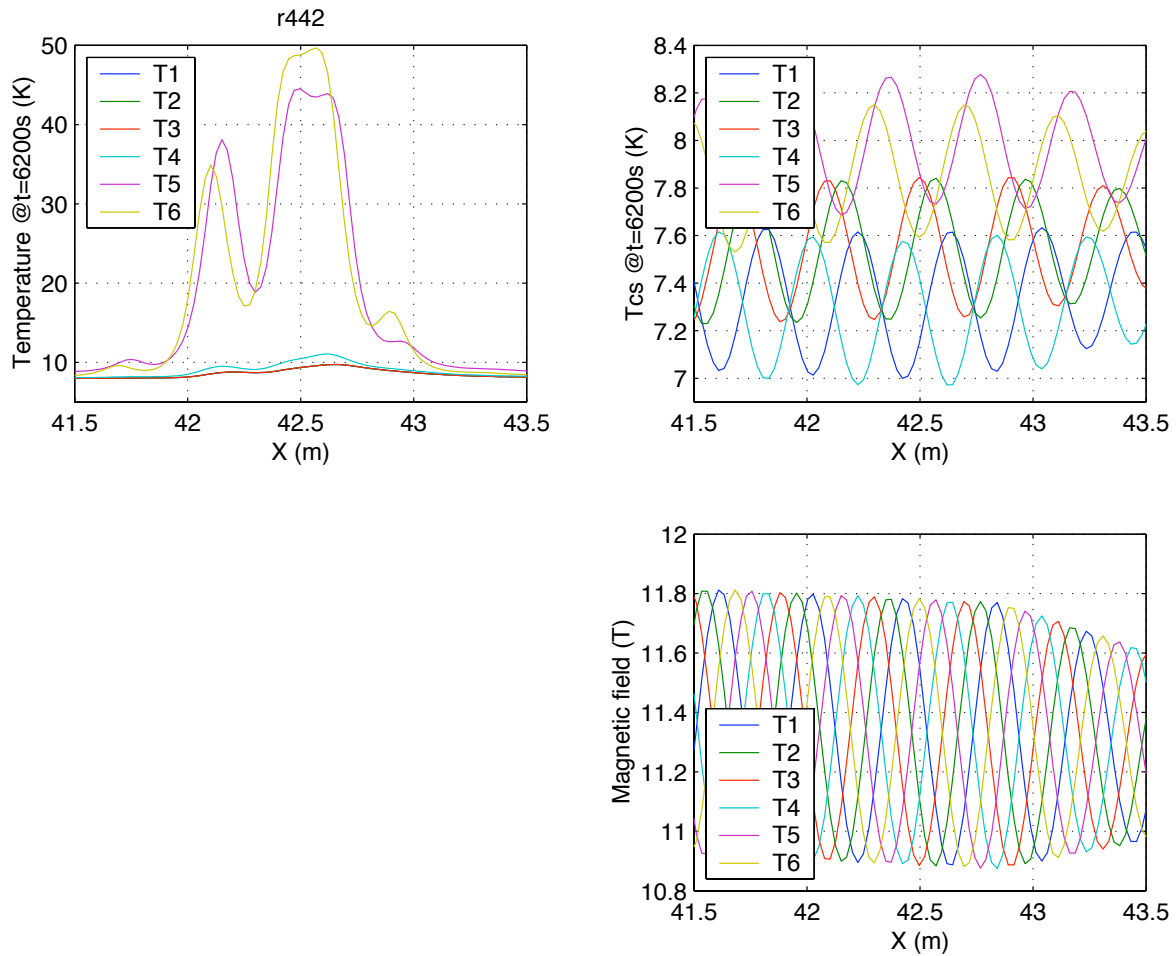 r442
Temperature @t=6200s (K)
50
40
30
20
10
T1
T2
T3
T4
T5
T6
41.5
42
42.5
43
43.5
X (m)
Tcs @t=6200s (K)
8.4
8.2
8
7.8
7.6
7.4
7.2
7
T1
T2
T3
T4
T5
T6
41.5
42
42.5
43
43.5
X (m)
Magnetic field (T)
12
11.8
11.6
11.4
11.2
11
10.8
T1
T2
T3
T4
T5
T6
41.5
42
42.5
43
43.5
X (m)